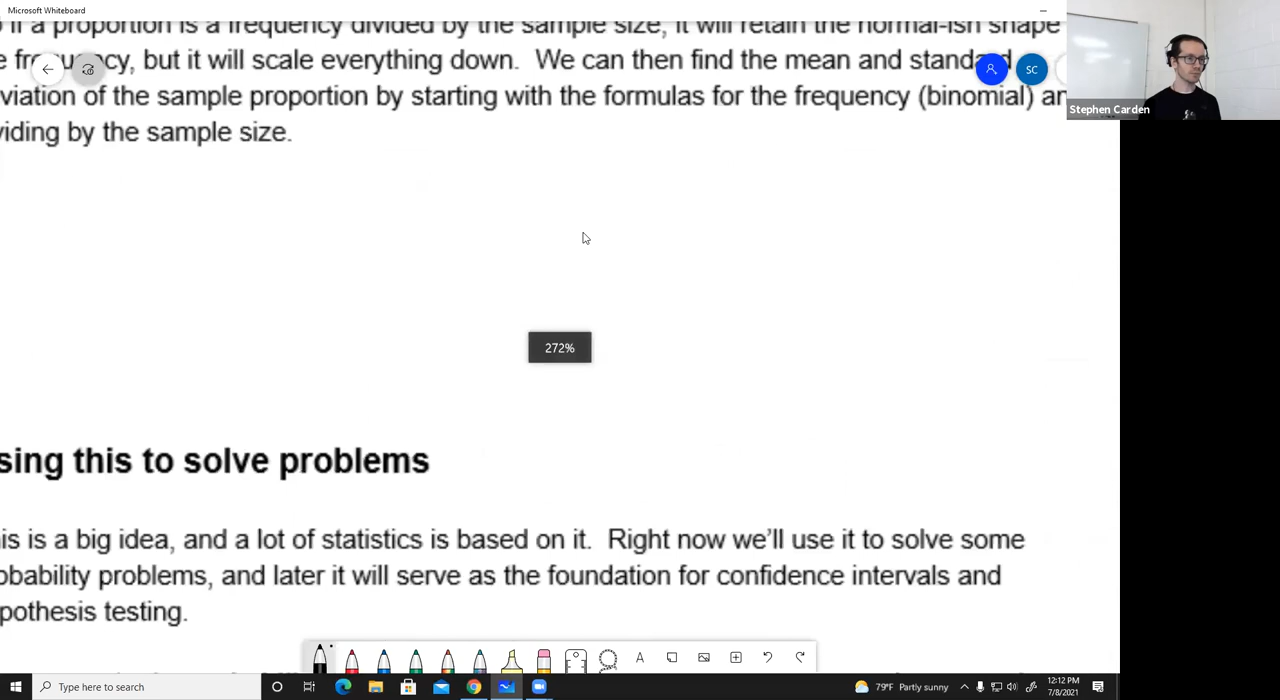 Microsoft Whiteboard
if a proportion is a frequency divided by the sample size, it will retain the normal-ish shape
but it will scale everything down. We can then find the mean and
viation of the sample proportion by starting with the formulas for the frequency (binomial) an
viding by the sample size.
SC
Stephen Carden
272%
sing this to solve problems
is is a big idea, and a lot of statistics is based on it. Right now we'll use it to solve some
obability problems, and later it will serve as the foundation for confidence intervals and
pothesis testing.
A
Type here to search
79°F Partly sunny
12:12 PM
7/8/2021